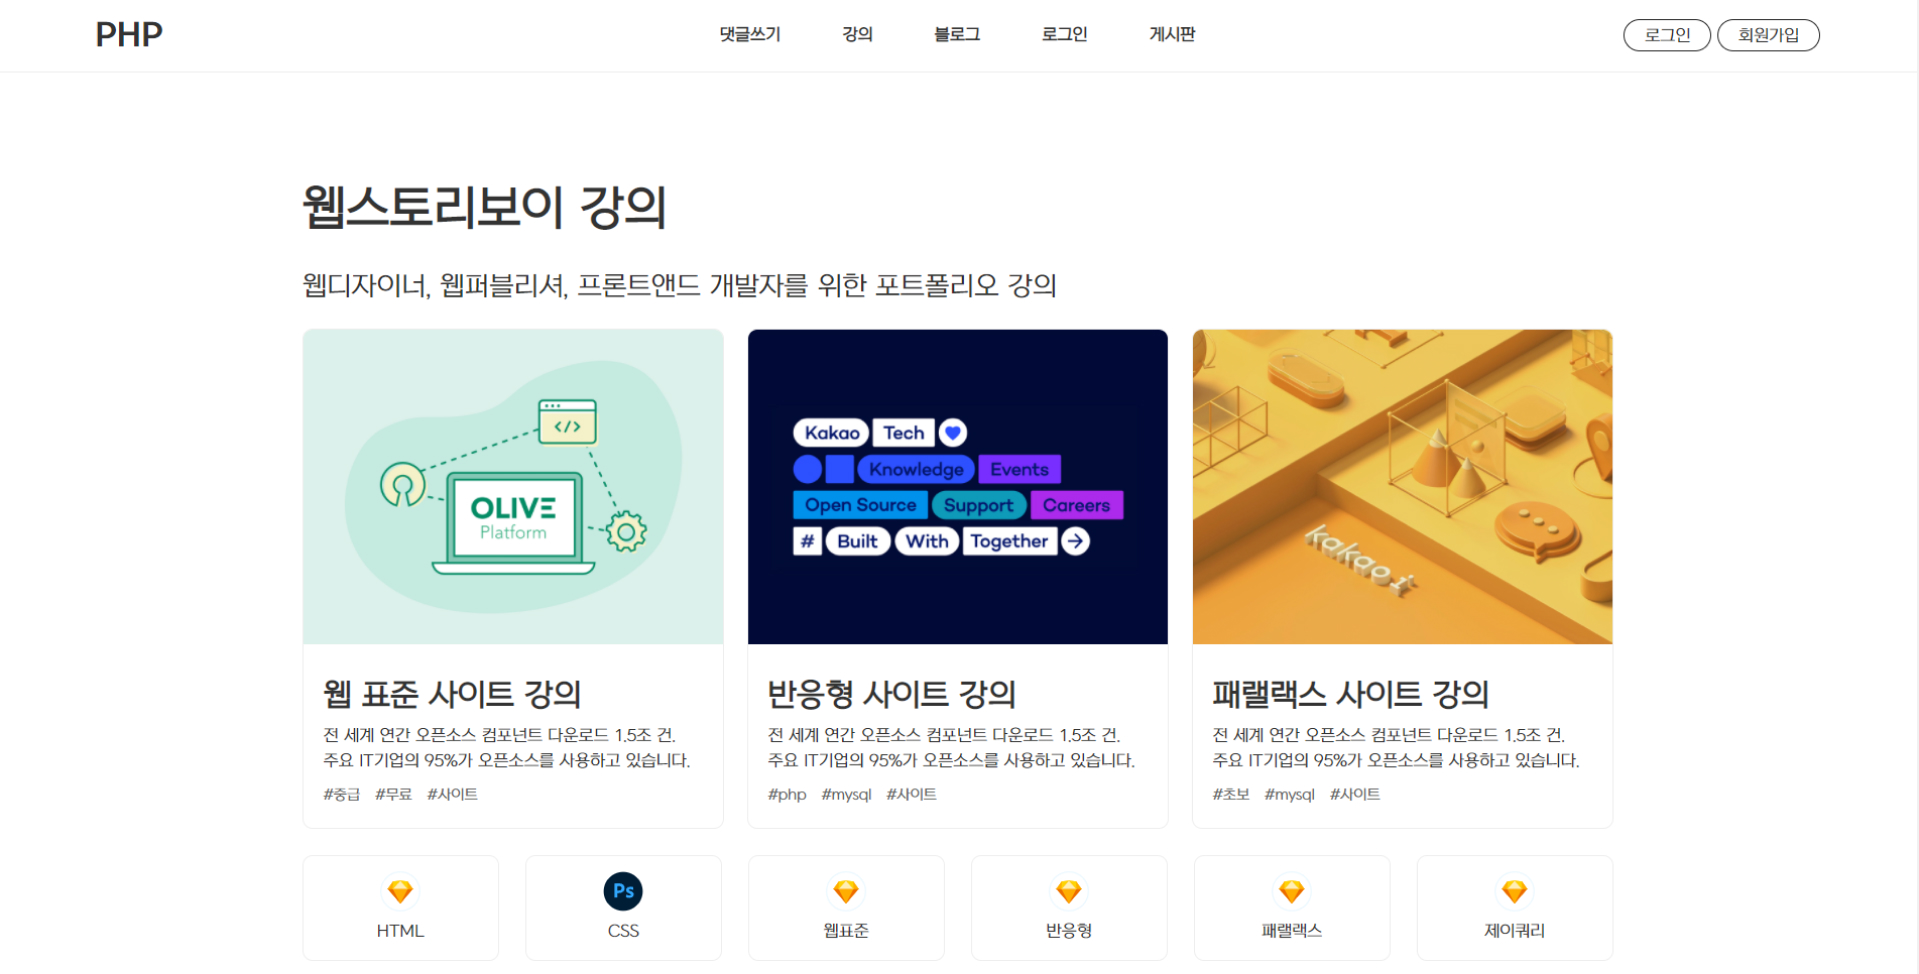 PHP
댓글쓰기 강의 블로그 로그인 게시판
로그인 회원가입
웹스토리보이 강의
웹디자이너, 웹퍼블리셔, 프론트앤드 개발자를 위한 포트폴리오 강의
</>
OLIVE
Platform
Kakao Tech
Knowledge Events
Open Source Support Careers
# Built With Together →
kakao i
웹 표준 사이트 강의
전 세계 연간 오픈소스 컴포넌트 다운로드 1.5조 건.
주요 IT기업의 95%가 오픈소스를 사용하고 있습니다.
#중급 #무료 #사이트
반응형 사이트 강의
전 세계 연간 오픈소스 컴포넌트 다운로드 1.5조 건.
주요 IT기업의 95%가 오픈소스를 사용하고 있습니다.
#php #mysql #사이트
패랠랙스 사이트 강의
전 세계 연간 오픈소스 컴포넌트 다운로드 1.5조 건.
주요 IT기업의 95%가 오픈소스를 사용하고 있습니다.
#초보 #mysql #사이트
HTML
Ps
CSS
웹표준
반응형
패랠랙스
제이쿼리